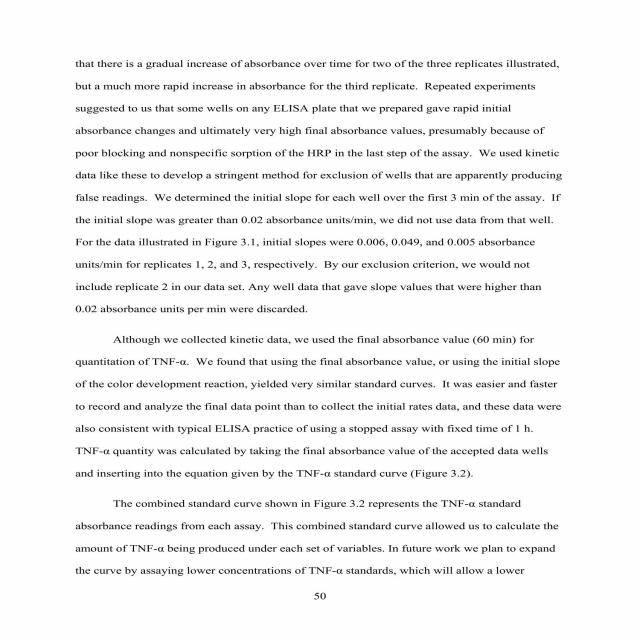 that there is a gradual increase of absorbance over time for two of the three replicates illustrated,
but a much more rapid increase in absorbance for the third replicate.  Repeated experiments
suggested to us that some wells on any ELISA plate that we prepared gave rapid initial
absorbance changes and ultimately very high final absorbance values, presumably because of
poor blocking and nonspecific sorption of the HRP in the last step of the assay.  We used kinetic
data like these to develop a stringent method for exclusion of wells that are apparently producing
false readings.  We determined the initial slope for each well over the first 3 min of the assay.  If
the initial slope was greater than 0.02 absorbance units/min, we did not use data from that well.
For the data illustrated in Figure 3.1, initial slopes were 0.006, 0.049, and 0.005 absorbance
units/min for replicates 1, 2, and 3, respectively.  By our exclusion criterion, we would not
include replicate 2 in our data set. Any well data that gave slope values that were higher than
0.02 absorbance units per min were discarded.
Although we collected kinetic data, we used the final absorbance value (60 min) for
quantitation of TNF-α.  We found that using the final absorbance value, or using the initial slope
of the color development reaction, yielded very similar standard curves.  It was easier and faster
to record and analyze the final data point than to collect the initial rates data, and these data were
also consistent with typical ELISA practice of using a stopped assay with fixed time of 1 h.
TNF-α quantity was calculated by taking the final absorbance value of the accepted data wells
and inserting into the equation given by the TNF-α standard curve (Figure 3.2).
The combined standard curve shown in Figure 3.2 represents the TNF-α standard
absorbance readings from each assay.  This combined standard curve allowed us to calculate the
amount of TNF-α being produced under each set of variables. In future work we plan to expand
the curve by assaying lower concentrations of TNF-α standards, which will allow a lower
50